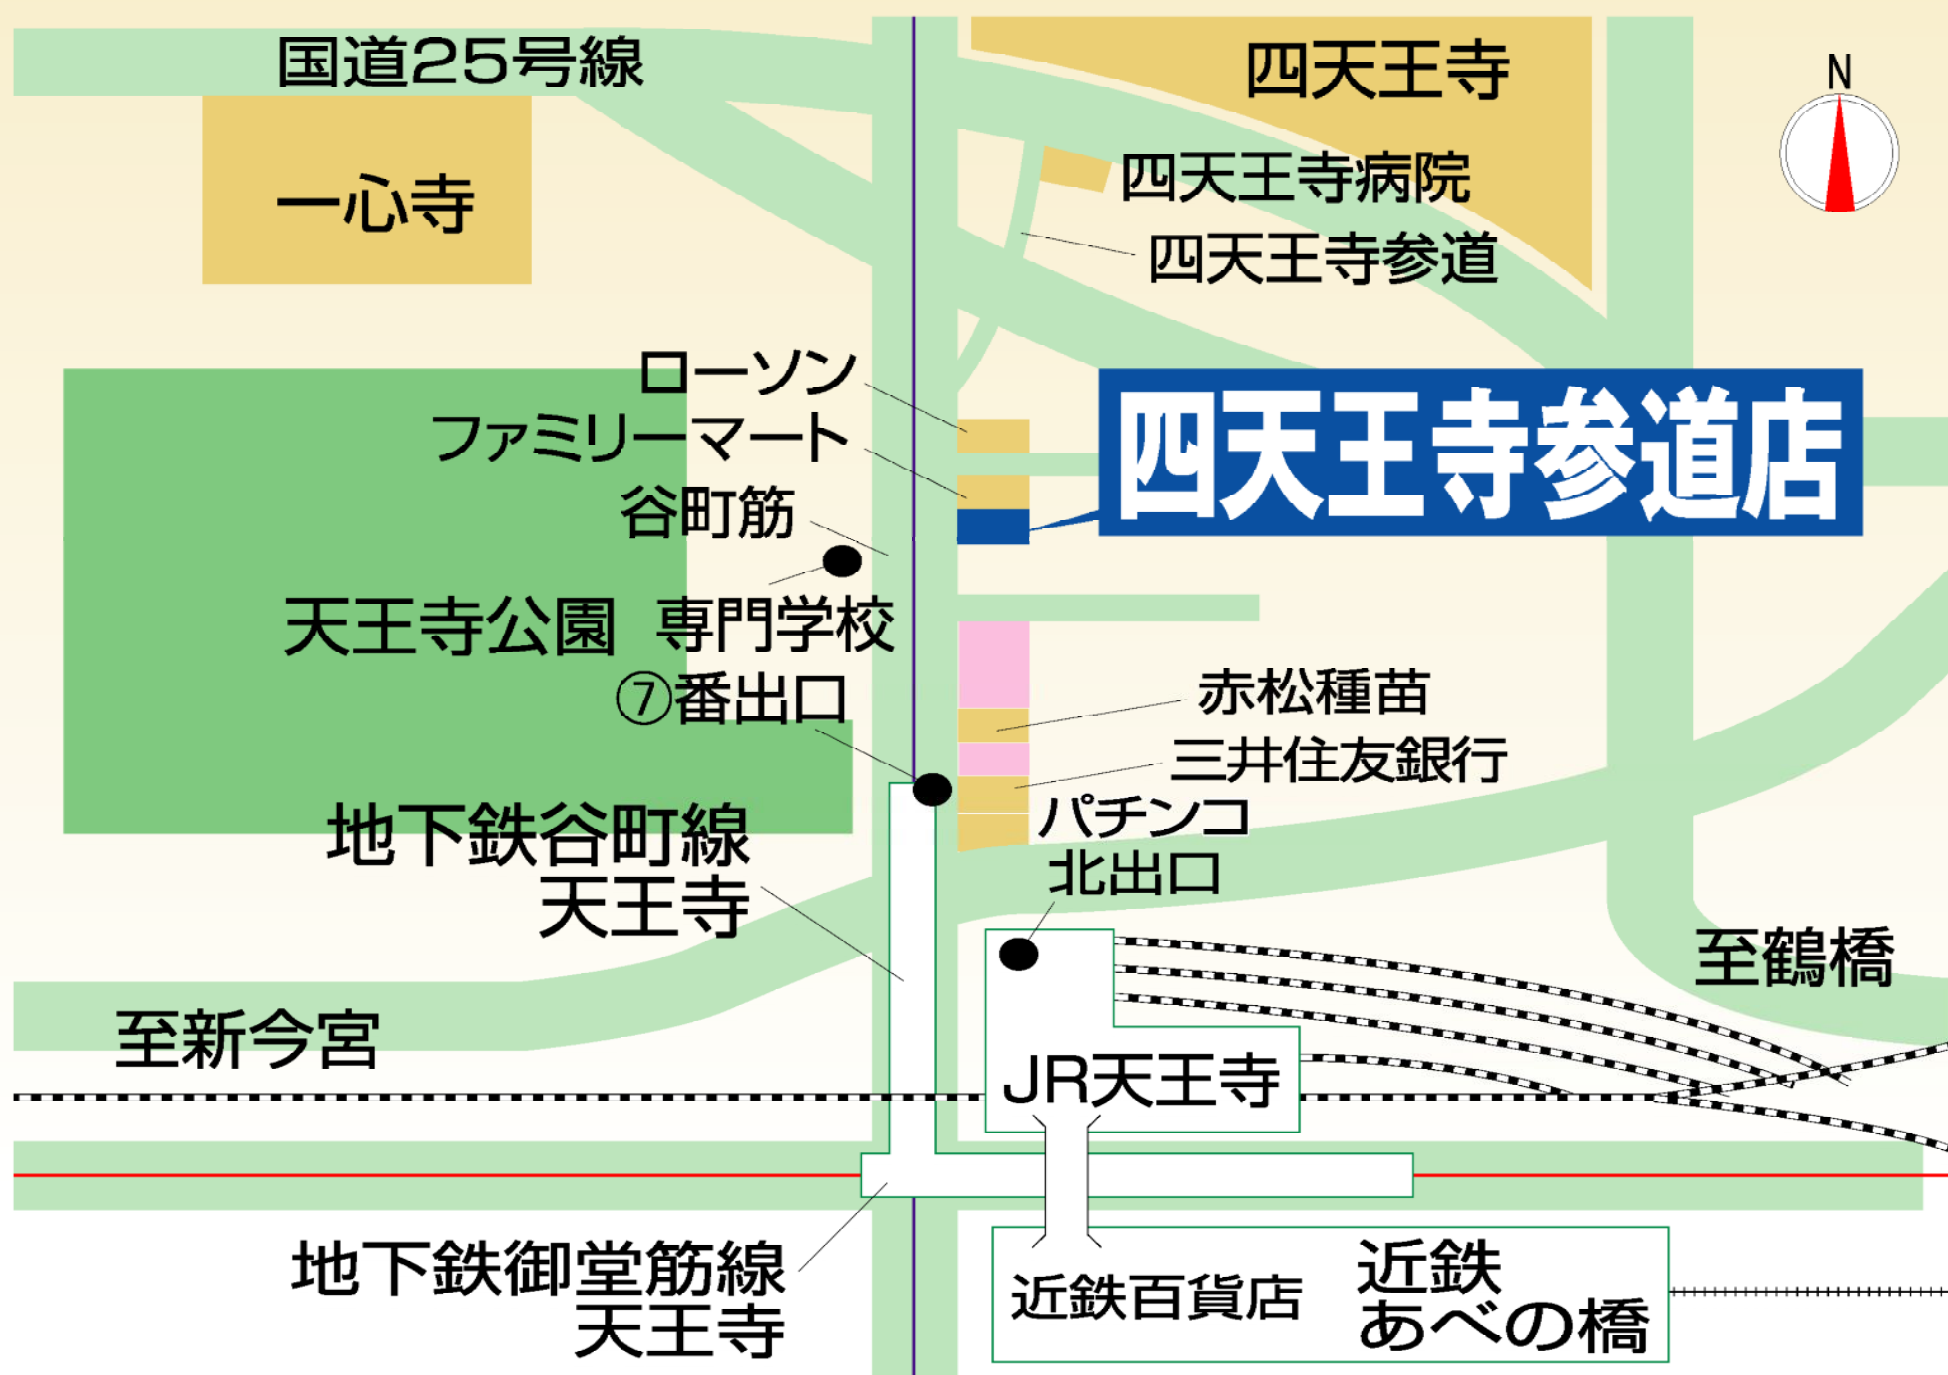 国道25号線
四天王寺
N
一心寺
四天王寺病院
四天王寺参道
ローソン
ファミリーマート
四天王寺参道店
谷町筋
天王寺公園
専門学校
⑦番出口
赤松種苗
三井住友銀行
パチンコ
北出口
地下鉄谷町線
天王寺
至鶴橋
至新今宮
JR天王寺
地下鉄御堂筋線
天王寺
近鉄百貨店
近鉄
あべの橋